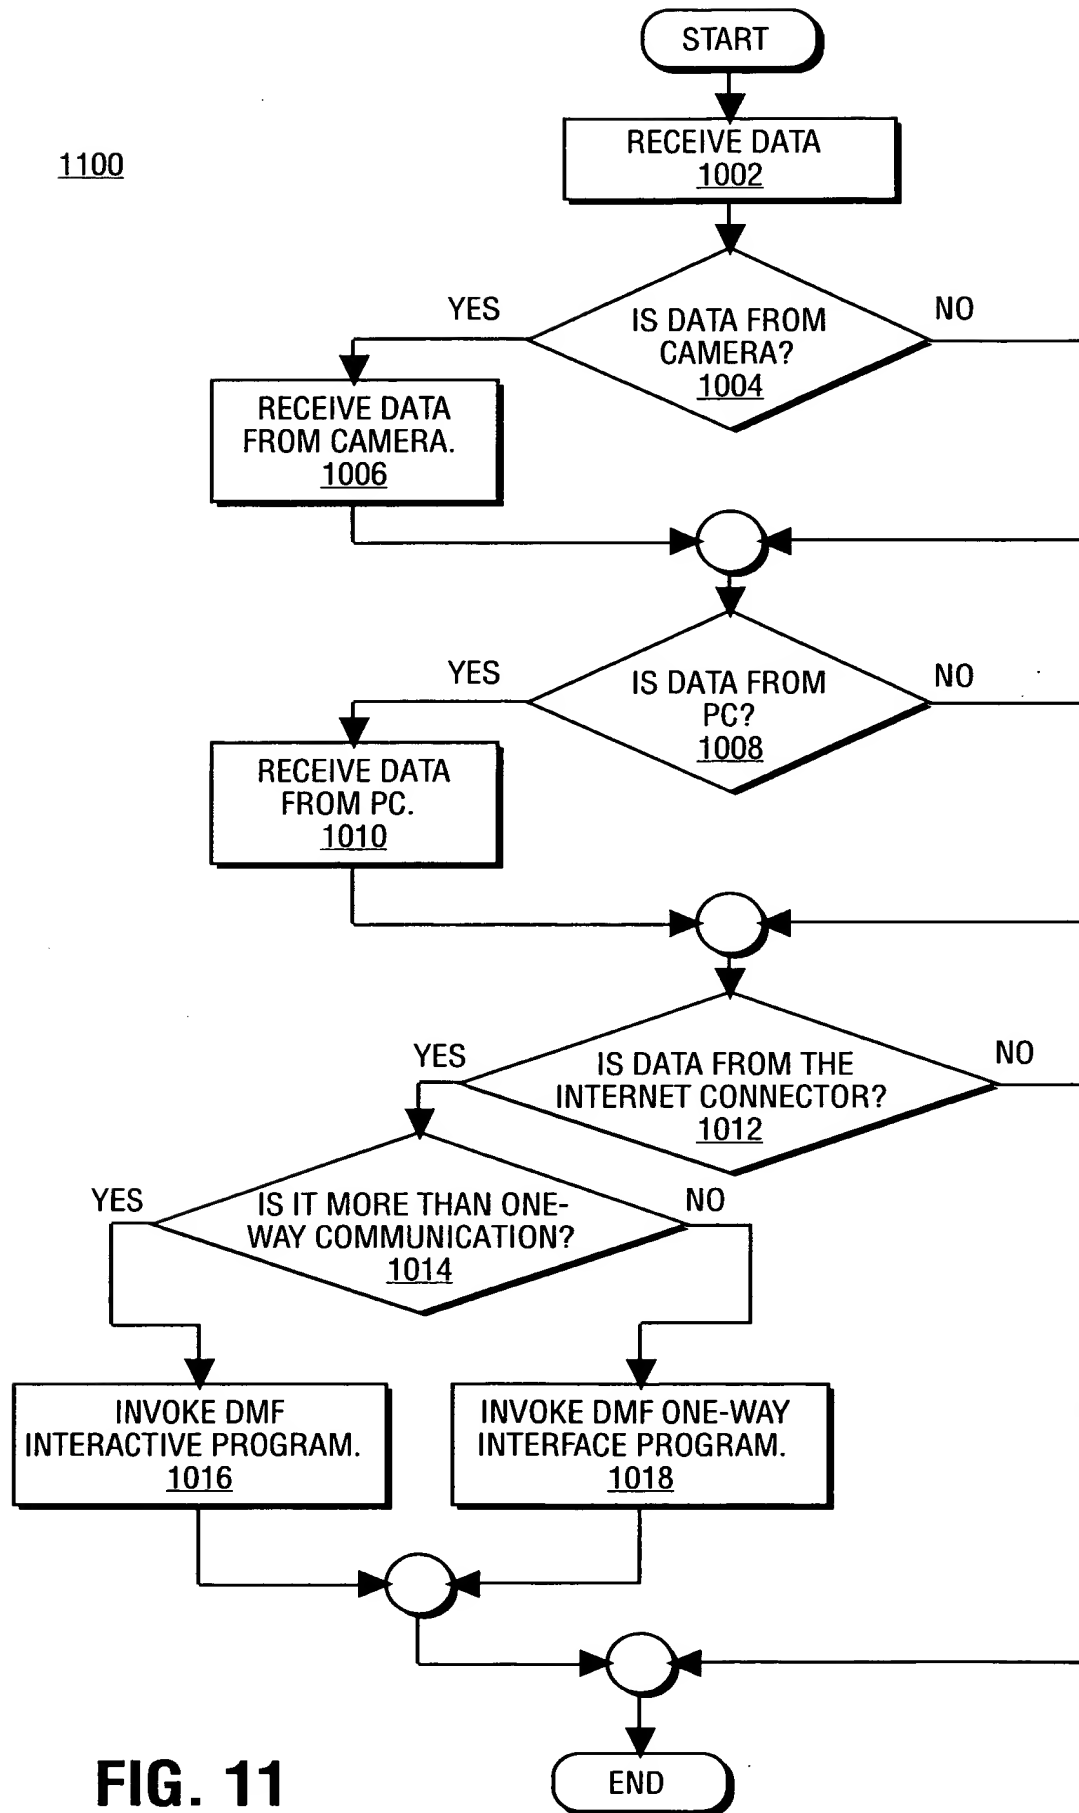 START
1100
RECEIVE DATA
1002
YES
NO
IS DATA FROM
CAMERA?
1004
RECEIVE DATA
FROM CAMERA.
1006
YES
NO
IS DATA FROM
PC?
1008
RECEIVE DATA
FROM PC.
1010
YES
NO
IS DATA FROM THE
INTERNET CONNECTOR?
1012
YES
NO
IS IT MORE THAN ONE-
WAY COMMUNICATION?
1014
INVOKE DMF
INTERACTIVE PROGRAM.
1016
INVOKE DMF ONE-WAY
INTERFACE PROGRAM.
1018
FIG. 11
END